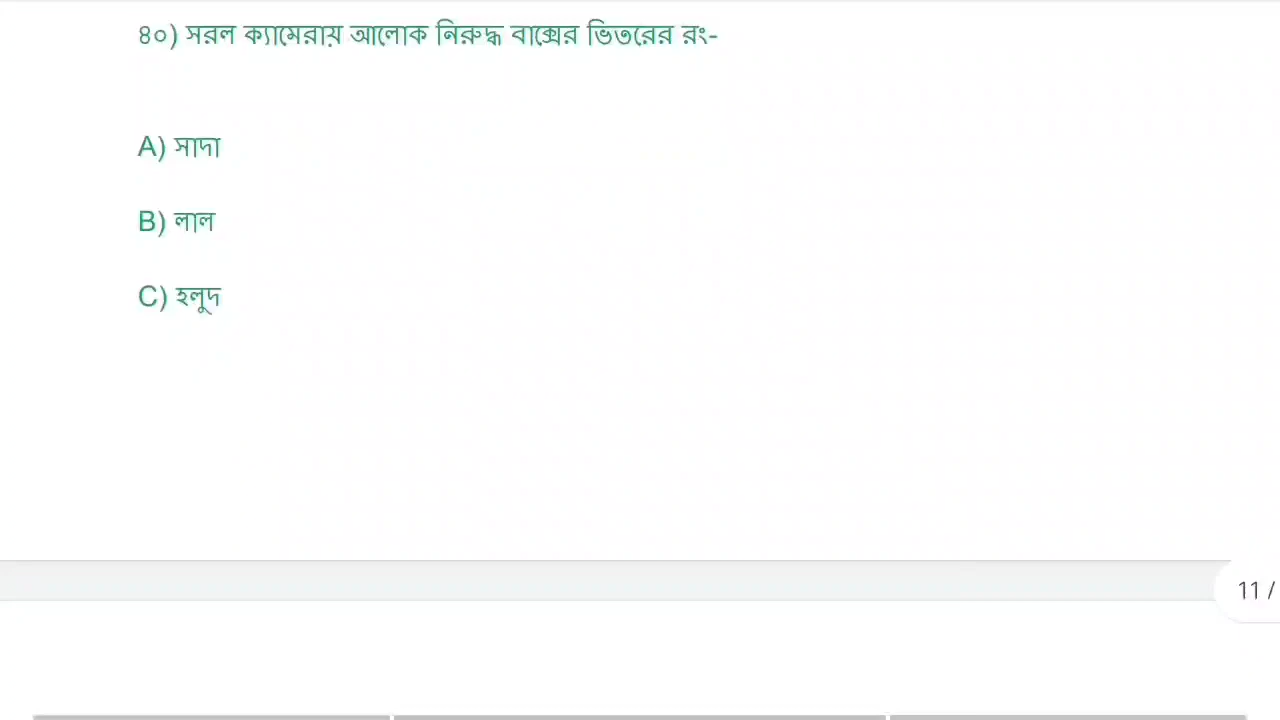 ৪০) সরল ক্যামেরায় আলোক নিরুদ্ধ বাক্সের ভিতরের রং-
A) সাদা
B) লাল
C) হলুদ
11 /